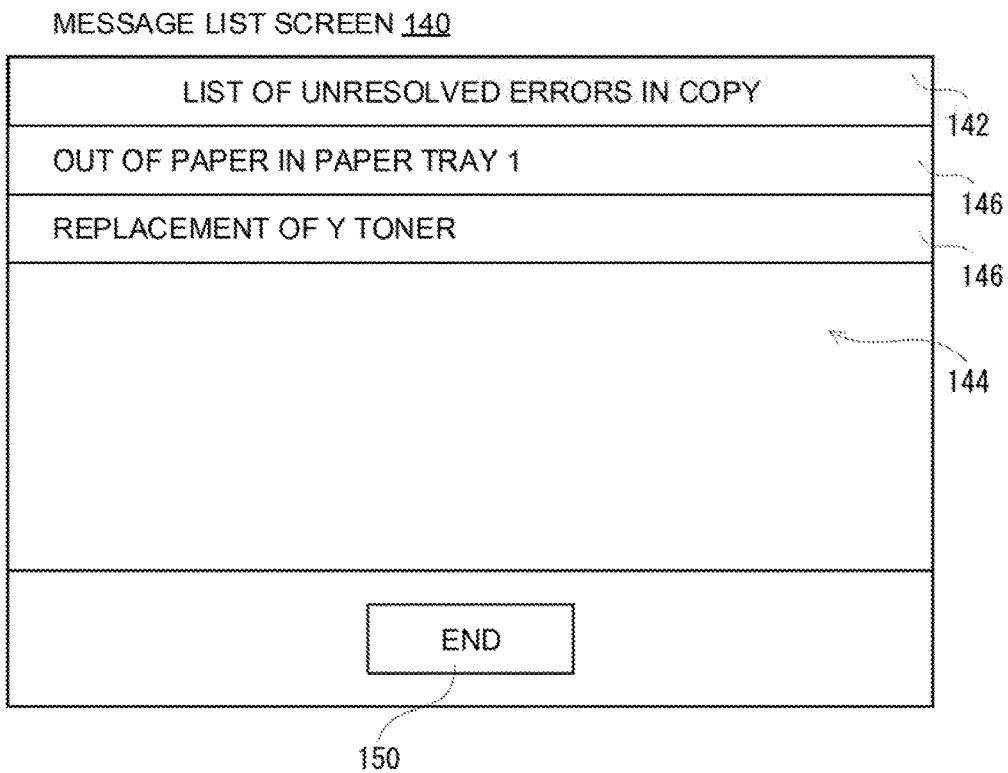 MESSAGE LIST SCREEN 140
LIST OF UNRESOLVED ERRORS IN COPY
142
OUT OF PAPER IN PAPER TRAY 1
146
REPLACEMENT OF Y TONER
146
144
END
150